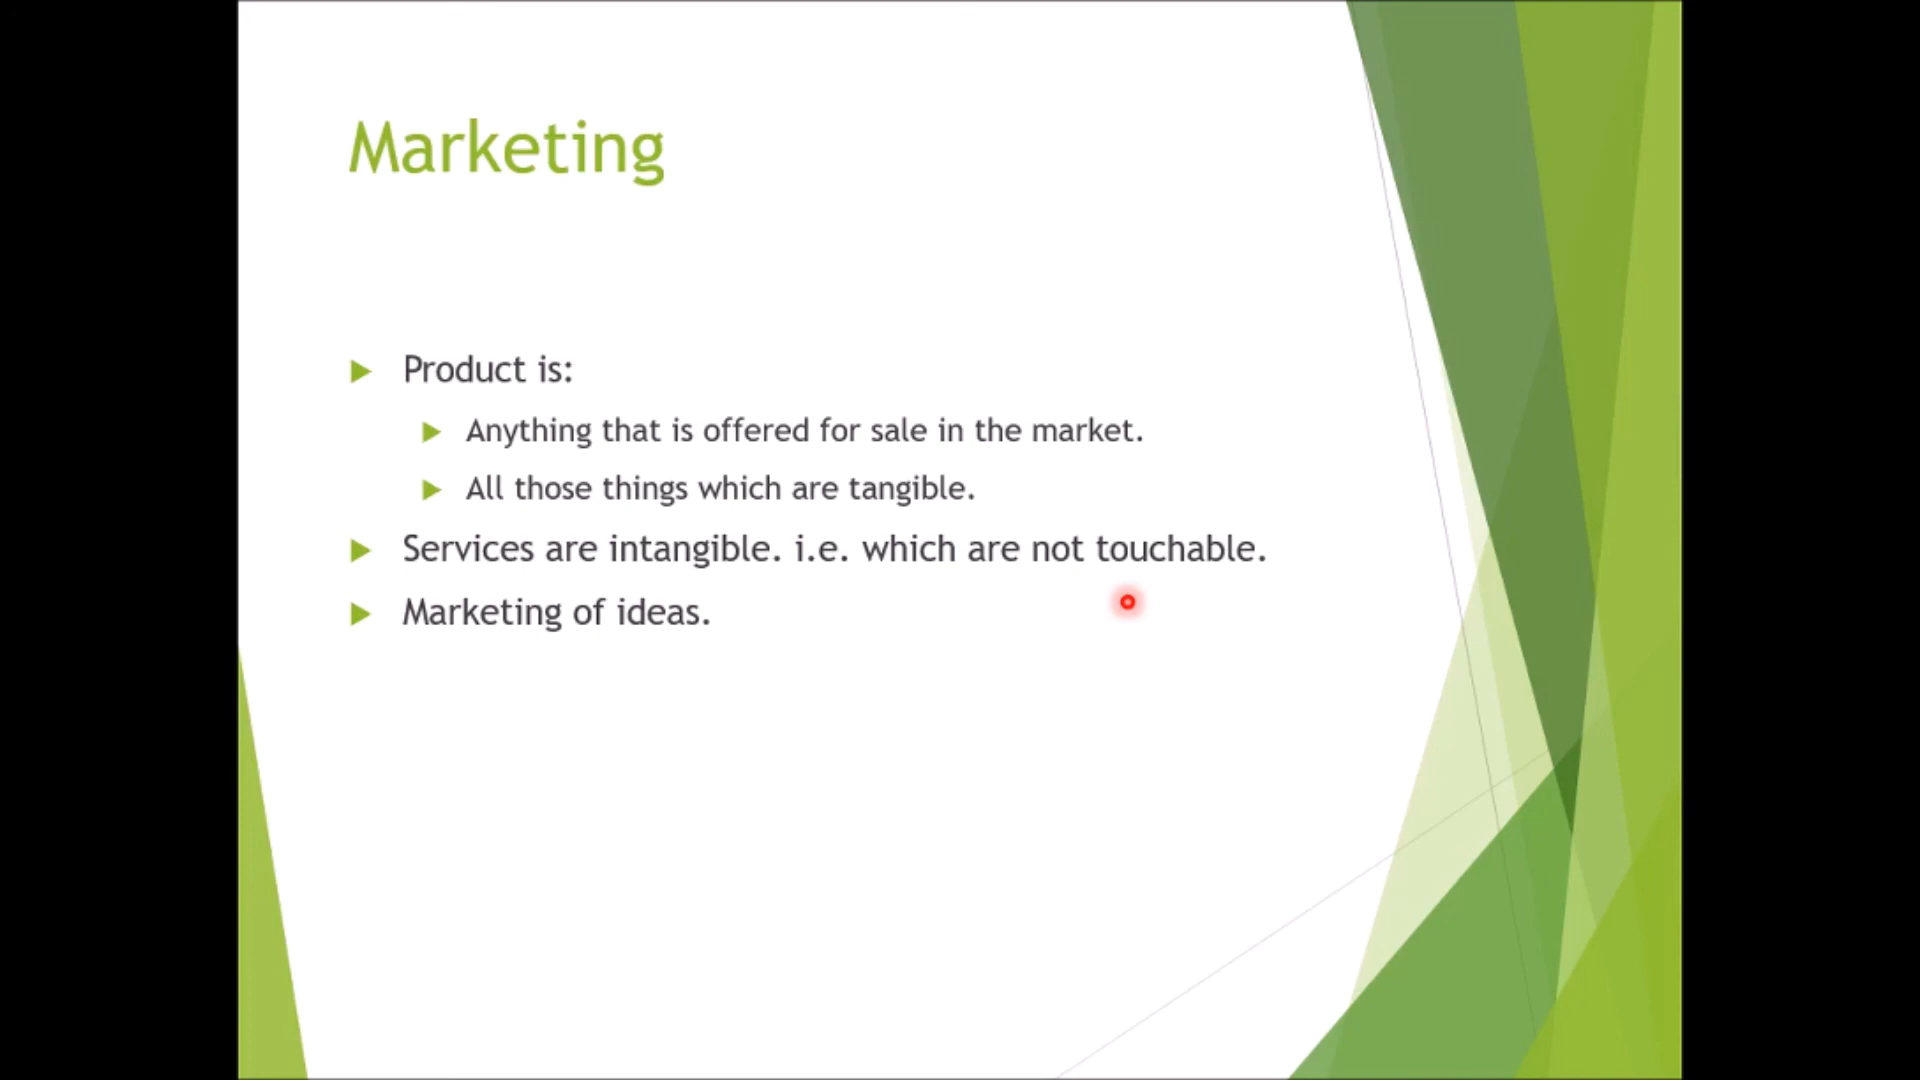 Marketing
Product is:
Anything that is offered for sale in the market.
All those things which are tangible.
Services are intangible. i.e. which are not touchable.
Marketing of ideas.